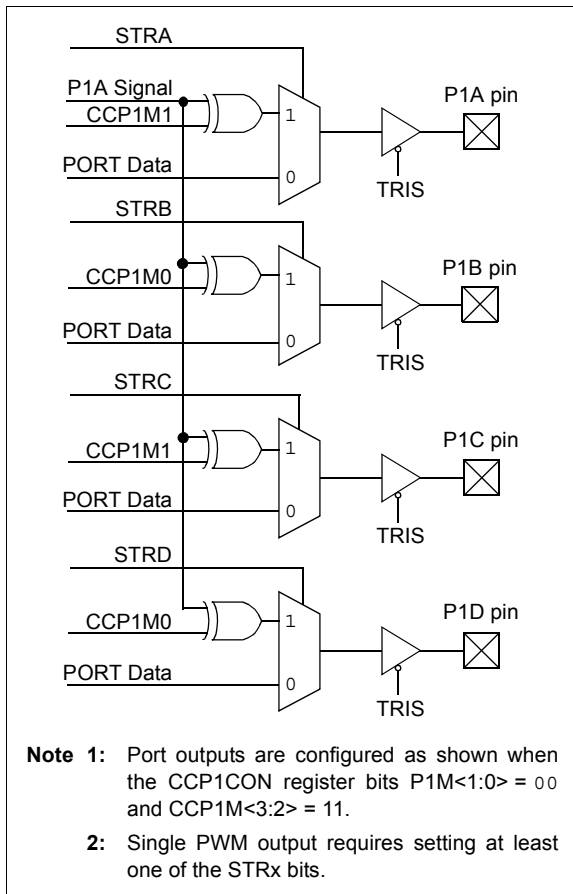 STRA
P1A Signal
CCP1M1
1
P1A pin
PORT Data
0
TRIS
STRB
CCP1M0
1
P1B pin
PORT Data
0
TRIS
STRC
CCP1M1
1
P1C pin
PORT Data
0
TRIS
STRD
CCP1M0
1
P1D pin
PORT Data
0
TRIS
Note 1: Port outputs are configured as shown when
the CCP1CON register bits P1M<1:0> = 00
and CCP1M<3:2> = 11.
2: Single PWM output requires setting at least
one of the STRx bits.